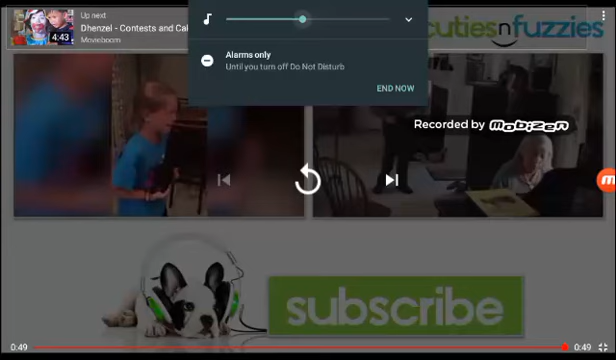 Up next
Dhenzel - Contests and Cal
Movieboom
4:43
cutiesnfuzzies
Alarms only
Until you turn off Do Not Disturb
END NOW
Recorded by mobizen
subscribe
0:49
0:49